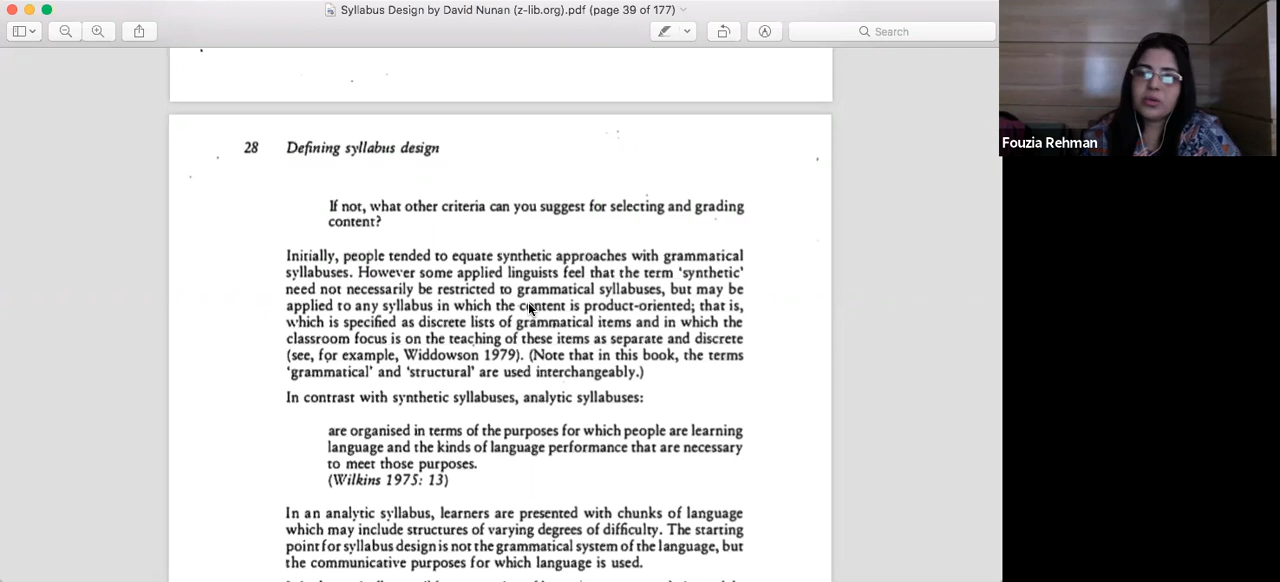 Syllabus Design by David Nunan (z-lib.org).pdf (page 39 of 177)
Search
Fouzia Rehman
28 Defining syllabus design
If not, what other criteria can you suggest for selecting and grading
content?
Initially, people tended to equate synthetic approaches with grammatical
syllabuses. However some applied linguists feel that the term ‘synthetic’
need not necessarily be restricted to grammatical syllabuses, but may be
applied to any syllabus in which the content is product-oriented; that is,
which is specified as discrete lists of grammatical items and in which the
classroom focus is on the teaching of these items as separate and discrete
(see, for example, Widdowson 1979). (Note that in this book, the terms
‘grammatical’ and ‘structural’ are used interchangeably.)
In contrast with synthetic syllabuses, analytic syllabuses:
are organised in terms of the purposes for which people are learning
language and the kinds of language performance that are necessary
to meet those purposes.
(Wilkins 1975: 13)
In an analytic syllabus, learners are presented with chunks of language
which may include structures of varying degrees of difficulty. The starting
point for syllabus design is not the grammatical system of the language, but
the communicative purposes for which language is used.